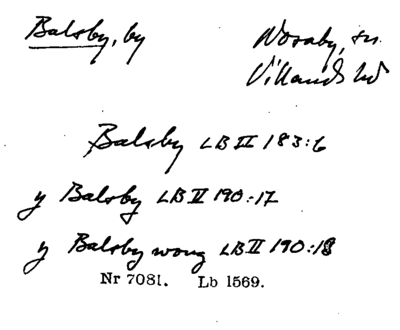 Balsby, by
Noraby, sn.
Villands hd
Balsby LB II 183:6
y Balsby LB II 190:17
y Balsby wong LB II 190:18
Nr 7081. Lb 1569.